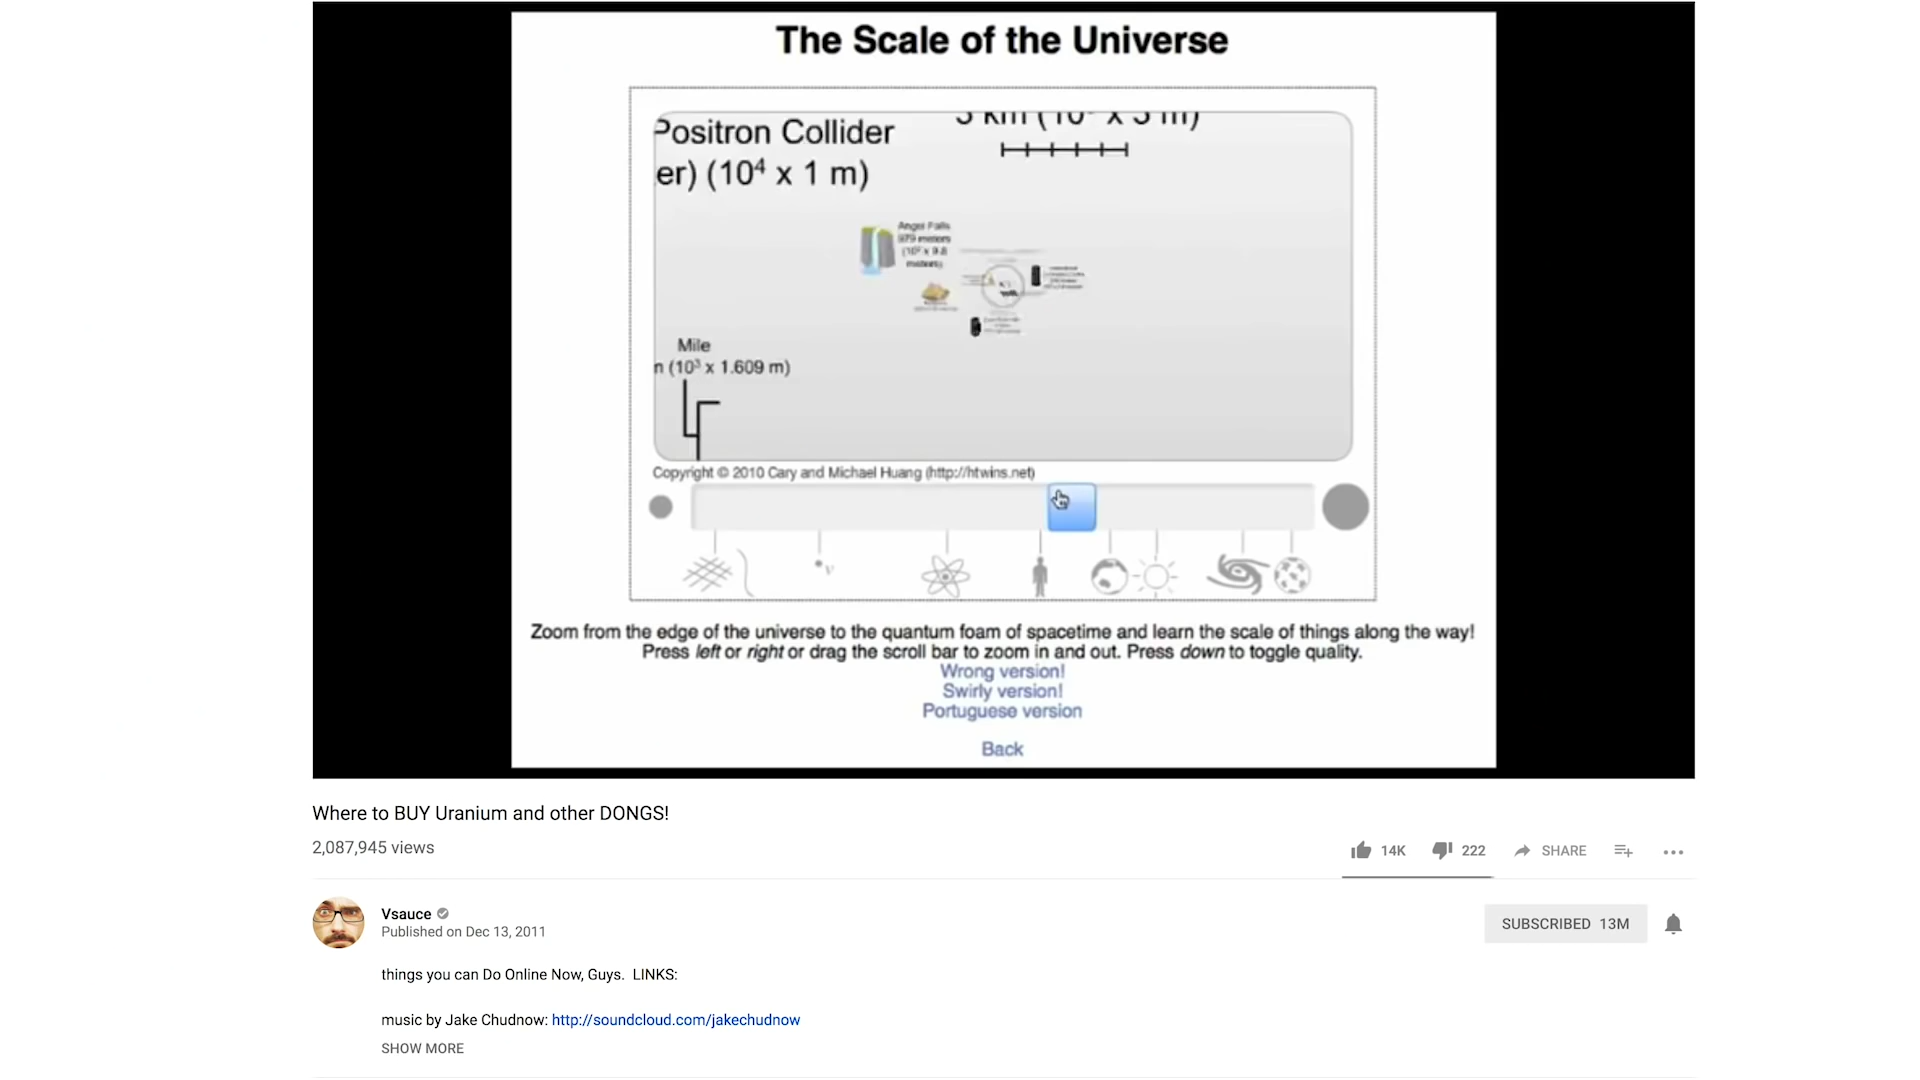 The Scale of the Universe
Positron Collider
er) (10⁴ x 1 m)
Angel Falls
979 meters
meters)
Mile
n (10³ x 1.609 m)
Copyright © 2010 Cary and Michael Huang (http://htwins.net)
Zoom from the edge of the universe to the quantum foam of spacetime and learn the scale of things along the way!
Press left or right or drag the scroll bar to zoom in and out. Press down to toggle quality.
Wrong version!
Swirly version!
Portuguese version
Back
Where to BUY Uranium and other DONGS!
2,087,945 views
14K 222 SHARE
Vsauce
Published on Dec 13, 2011
SUBSCRIBED 13M
things you can Do Online Now, Guys. LINKS:
music by Jake Chudnow: http://soundcloud.com/jakechudnow
SHOW MORE